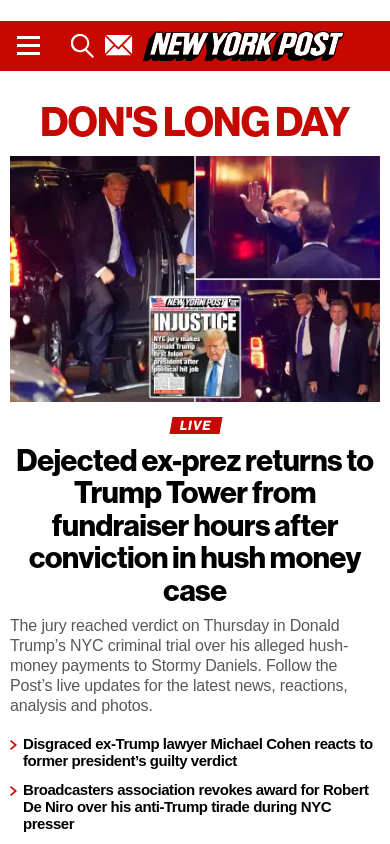 NEW YORK POST
DON'S LONG DAY
NEW YORK POST
INJUSTICE
NYC jury makes
Donald Trump
first felon
president after
political hit job
LIVE
Dejected ex-prez returns to
Trump Tower from
fundraiser hours after
conviction in hush money
case
The jury reached verdict on Thursday in Donald
Trump’s NYC criminal trial over his alleged hush-
money payments to Stormy Daniels. Follow the
Post’s live updates for the latest news, reactions,
analysis and photos.
Disgraced ex-Trump lawyer Michael Cohen reacts to
former president’s guilty verdict
Broadcasters association revokes award for Robert
De Niro over his anti-Trump tirade during NYC
presser